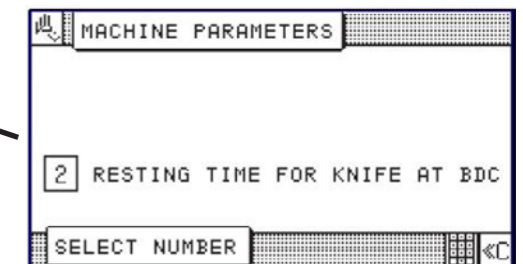 MACHINE PARAMETERS
2 RESTING TIME FOR KNIFE AT BDC
SELECT NUMBER
«C